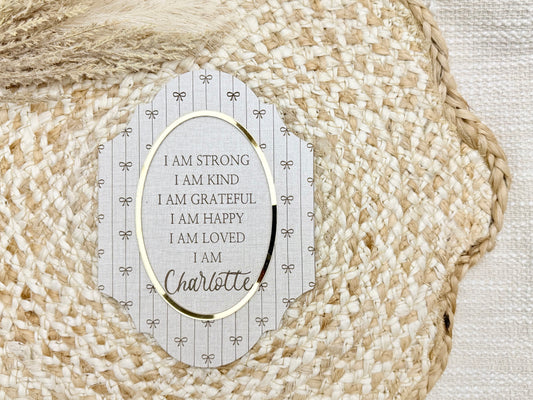 I AM STRONG
I AM KIND
I AM GRATEFUL
I AM HAPPY
I AM LOVED
I AM
Charlotte